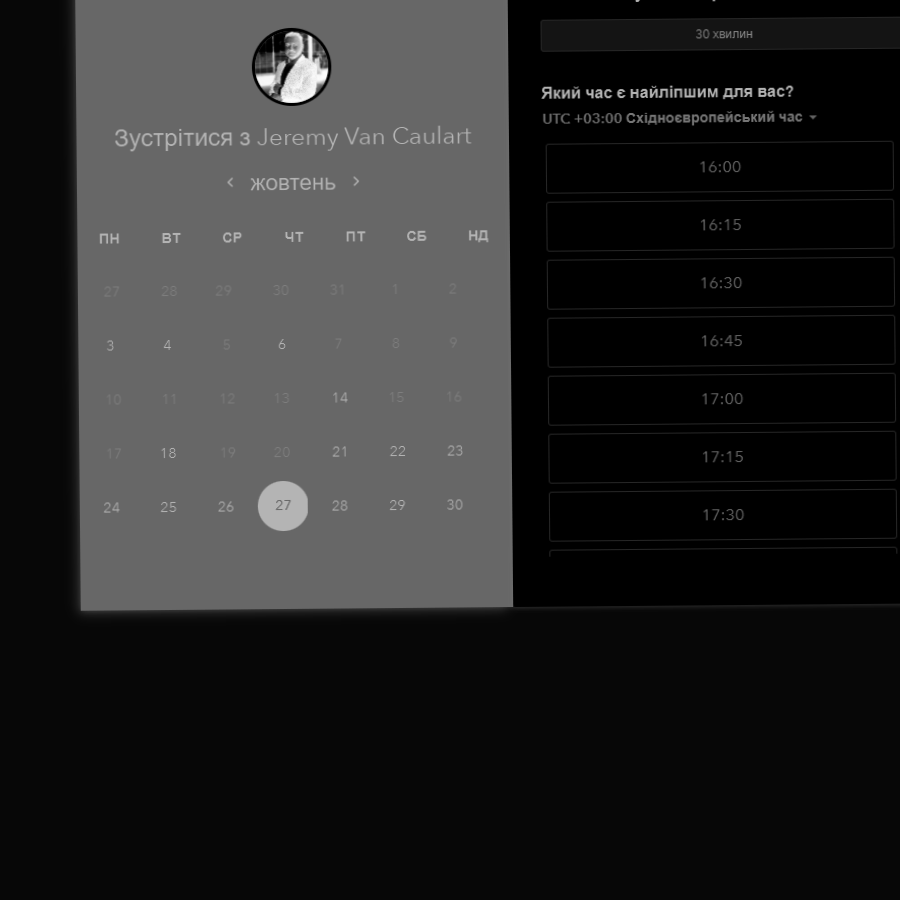 Зустрітися з Jeremy Van Caulart
жовтень
ПН ВТ СР ЧТ ПТ СБ НД
27 28 29 30 31 1 2
3 4 5 6 7 8 9
10 11 12 13 14 15 16
17 18 19 20 21 22 23
24 25 26 27 28 29 30
30 хвилин
Який час є найліпшим для вас?
UTC +03:00 Східноєвропейський час
16:00
16:15
16:30
16:45
17:00
17:15
17:30